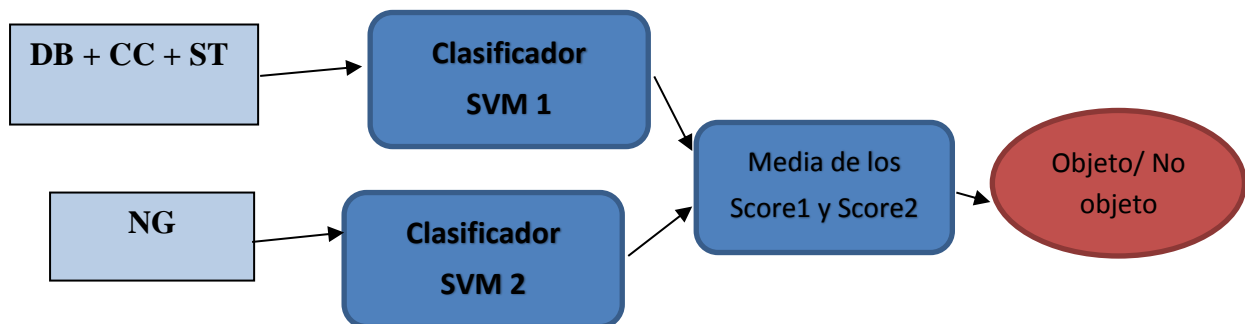 DB + CC + ST
Clasificador
SVM 1
NG
Clasificador
SVM 2
Media de los
Score1 y Score2
Objeto/ No
objeto